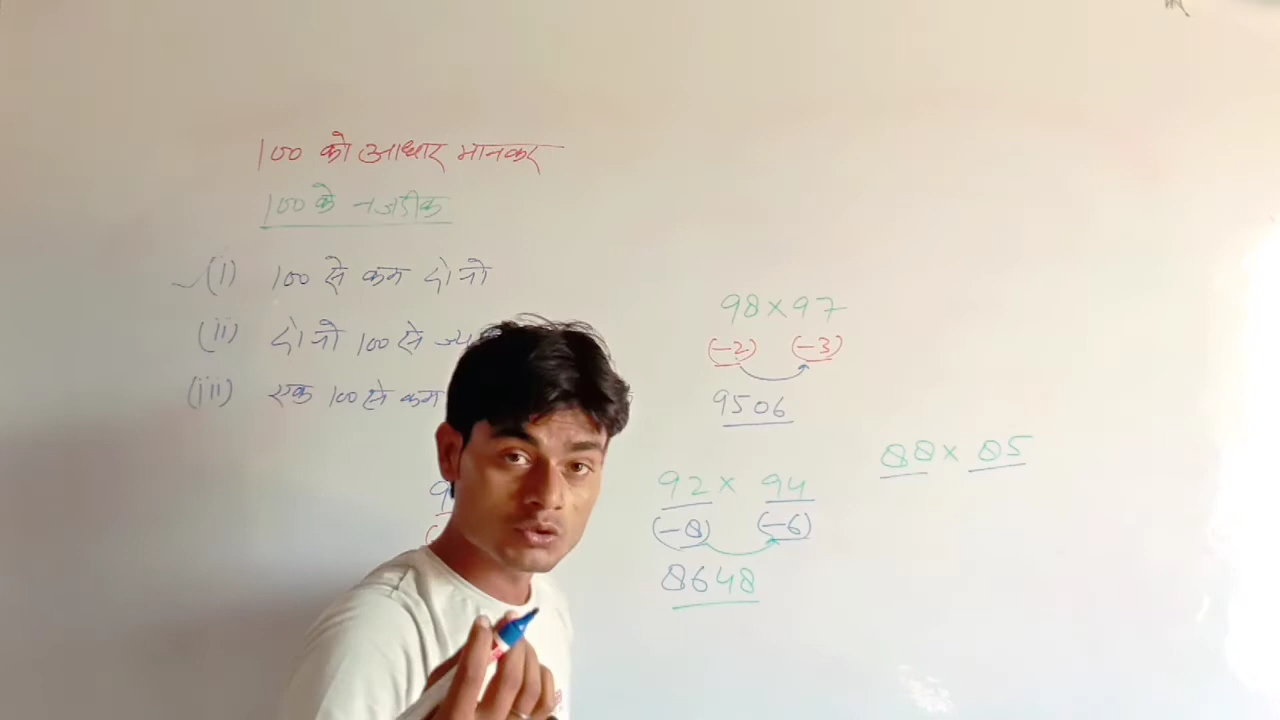 100 को आधार मानकर
100 के नजदीक
(i) 100 से कम दोनो
(ii) दोनो 100 से
(iii) एक 100 से कम
98 × 97
(-2) (-3)
9506
92 × 94
(-8) (-6)
8648
88 × 85